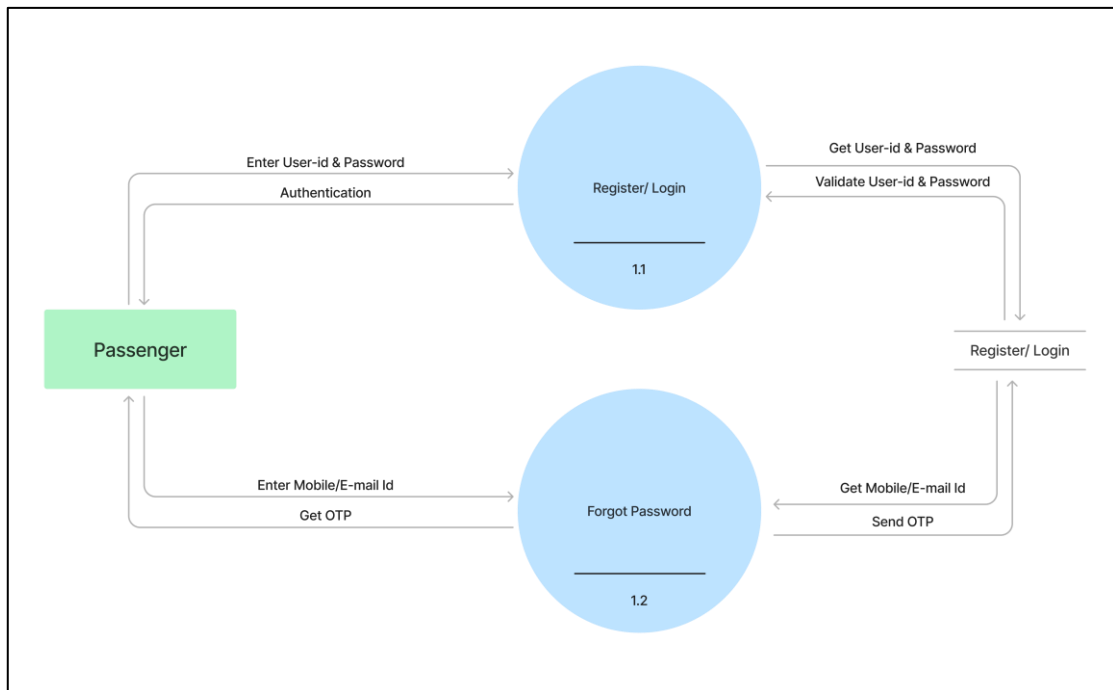 Enter User-id & Password
Authentication
Register/ Login
1.1
Get User-id & Password
Validate User-id & Password
Passenger
Register/ Login
Enter Mobile/E-mail Id
Get OTP
Forgot Password
1.2
Get Mobile/E-mail Id
Send OTP